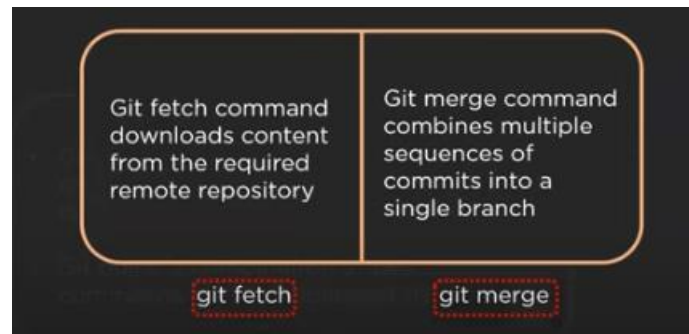 Git fetch command
downloads content
from the required
remote repository
Git merge command
combines multiple
sequences of
commits into a
single branch
git fetch
git merge